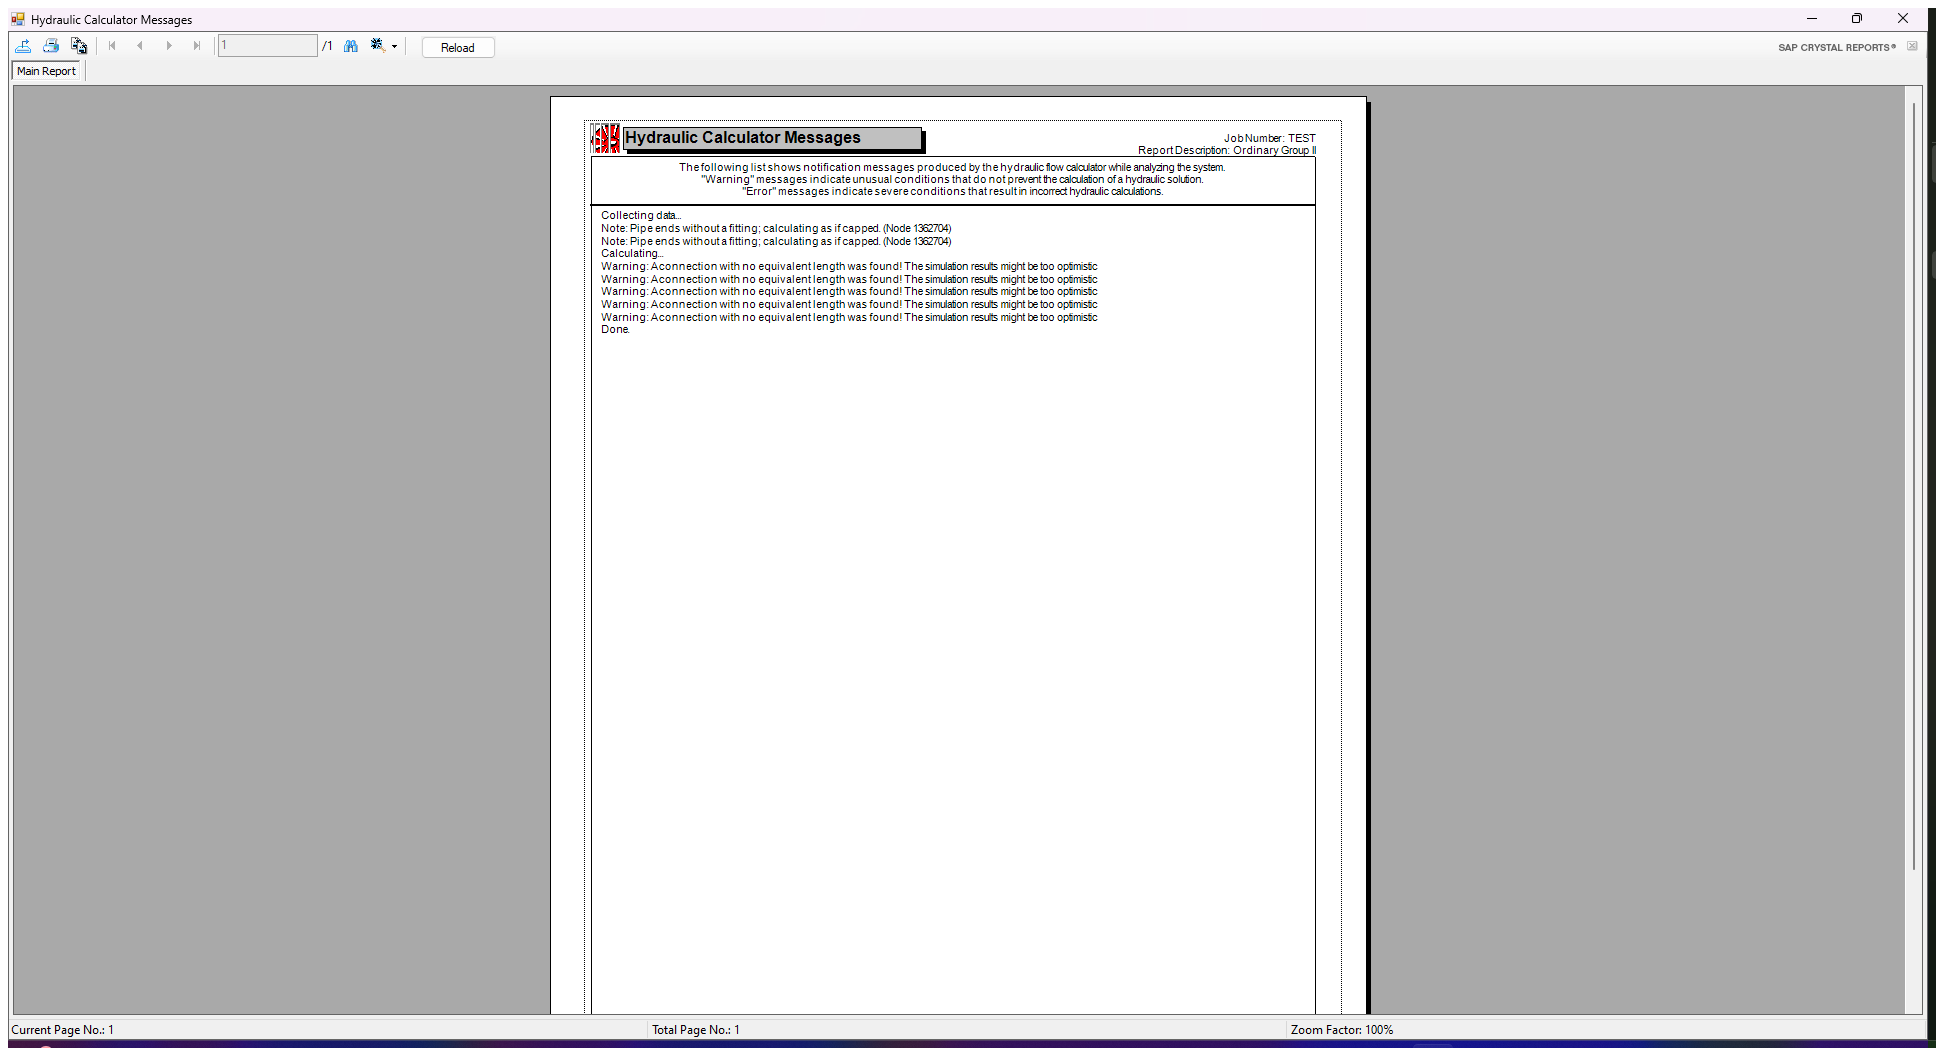 Hydraulic Calculator Messages
1 /1 Reload
SAP CRYSTAL REPORTS®
Main Report
Hydraulic Calculator Messages
Job Number: TEST
Report Description: Ordinary Group II
The following list shows notification messages produced by the hydraulic flow calculator while analyzing the system.
"Warning" messages indicate unusual conditions that do not prevent the calculation of a hydraulic solution.
"Error" messages indicate severe conditions that result in incorrect hydraulic calculations.
Collecting data...
Note: Pipe ends without a fitting; calculating as if capped. (Node 1362704)
Note: Pipe ends without a fitting; calculating as if capped. (Node 1362704)
Calculating...
Warning: A connection with no equivalent length was found! The simulation results might be too optimistic
Warning: A connection with no equivalent length was found! The simulation results might be too optimistic
Warning: A connection with no equivalent length was found! The simulation results might be too optimistic
Warning: A connection with no equivalent length was found! The simulation results might be too optimistic
Warning: A connection with no equivalent length was found! The simulation results might be too optimistic
Done.
Current Page No.: 1
Total Page No.: 1
Zoom Factor: 100%